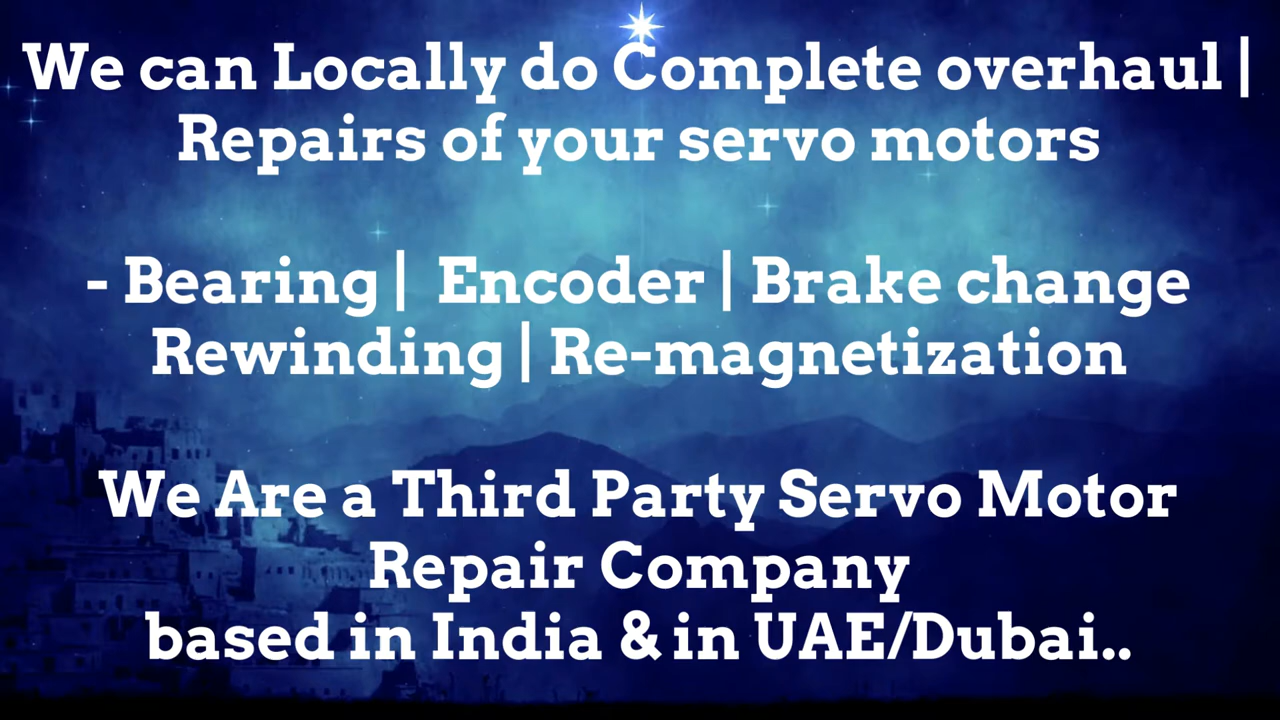 We can Locally do Complete overhaul |
Repairs of your servo motors
- Bearing | Encoder | Brake change
Rewinding | Re-magnetization
We Are a Third Party Servo Motor
Repair Company
based in India & in UAE/Dubai..